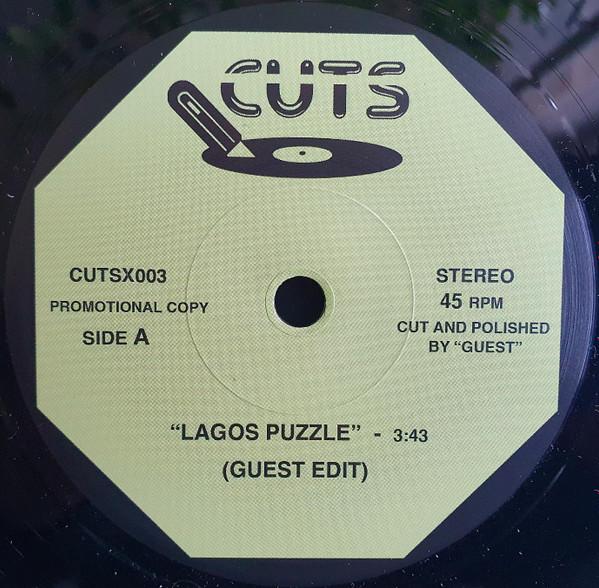 CUTS
CUTSX003
PROMOTIONAL COPY
SIDE A
STEREO
45 RPM
CUT AND POLISHED
BY “GUEST”
“LAGOS PUZZLE” - 3:43
(GUEST EDIT)